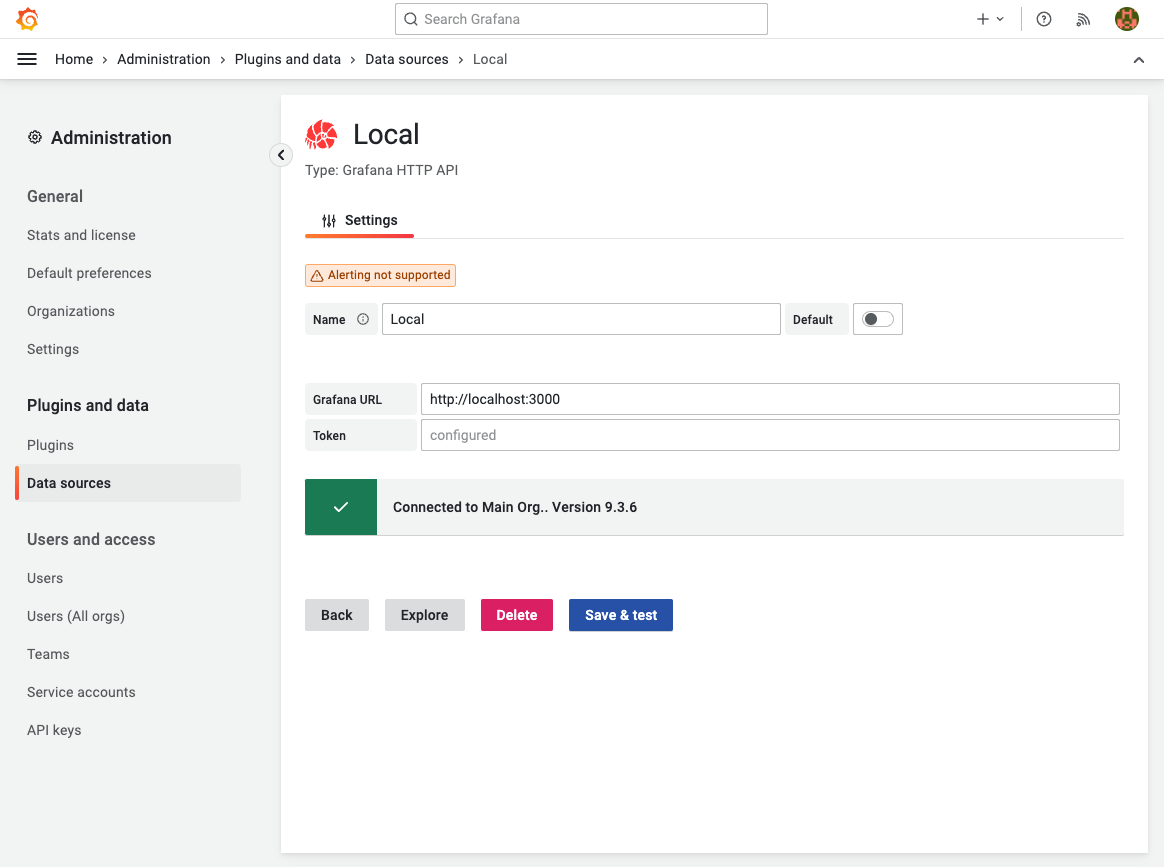 Search Grafana
Home > Administration > Plugins and data > Data sources > Local
Administration
General
Stats and license
Default preferences
Organizations
Settings
Plugins and data
Plugins
Data sources
Users and access
Users
Users (All orgs)
Teams
Service accounts
API keys
Local
Type: Grafana HTTP API
Settings
Alerting not supported
Name Local Default
Grafana URL http://localhost:3000
Token configured
Connected to Main Org.. Version 9.3.6
Back Explore Delete Save & test